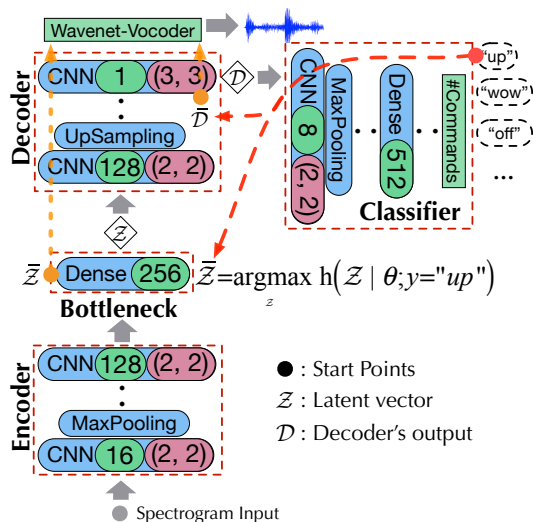 Wavenet-Vocoder
Decoder
CNN 1 (3, 3)
𝒟
𝒟̄
UpSampling
CNN 128 (2, 2)
CNN 8 (2, 2)
MaxPooling
Dense 512
#Commands
Classifier
“up”
“wow”
“off”
...
𝒵
𝒵̄
Dense 256
Bottleneck
𝒵̄=argmax h(𝒵 | θ;y="up")
𝒵
Encoder
CNN 128 (2, 2)
MaxPooling
CNN 16 (2, 2)
Spectrogram Input
: Start Points
𝒵 : Latent vector
𝒟 : Decoder’s output